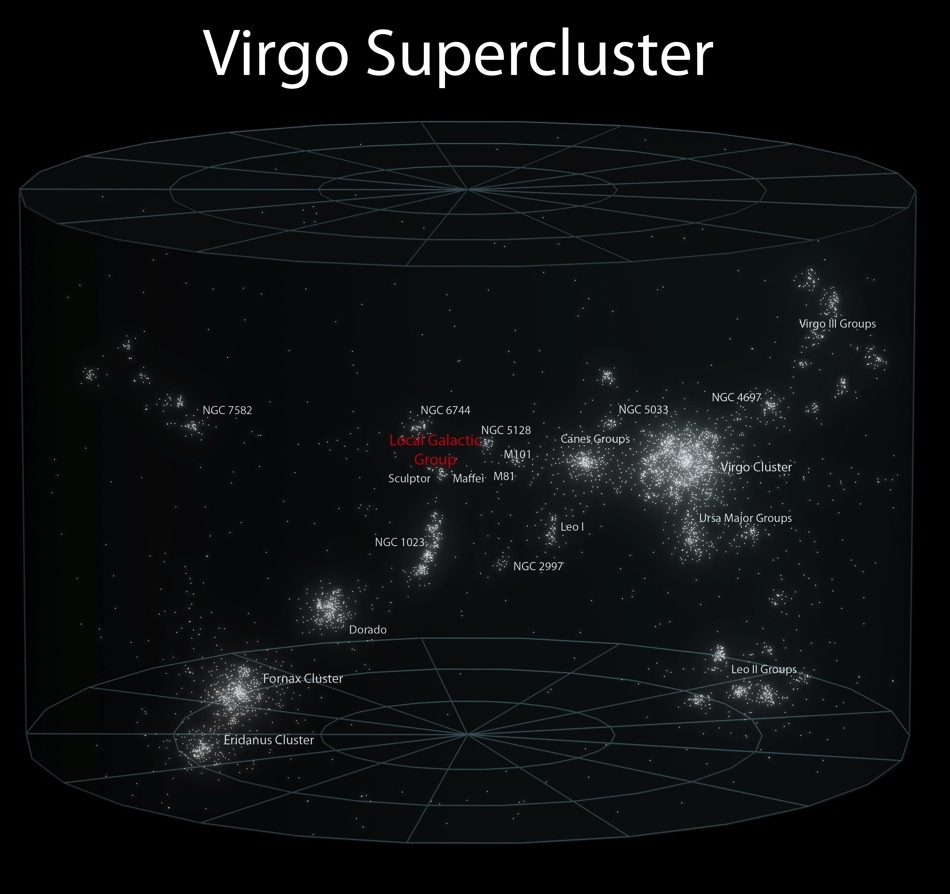 Virgo Supercluster
Virgo III Groups
NGC 7582
NGC 6744
NGC 5033
NGC 4697
Local Galactic
Group
NGC 5128
Canes Groups
M101
Virgo Cluster
Sculptor
Maffei
M81
Ursa Major Groups
Leo I
NGC 1023
NGC 2997
Dorado
Leo II Groups
Fornax Cluster
Eridanus Cluster